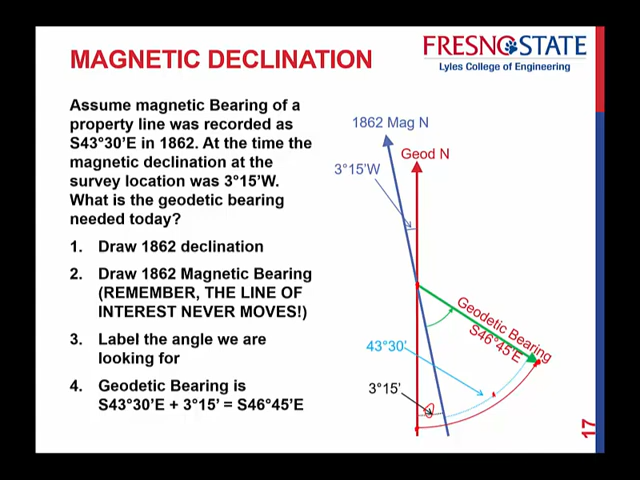 MAGNETIC DECLINATION
FRESNO STATE
Lyles College of Engineering
Assume magnetic Bearing of a
property line was recorded as
S43°30'E in 1862. At the time the
magnetic declination at the
survey location was 3°15'W.
What is the geodetic bearing
needed today?
1. Draw 1862 declination
2. Draw 1862 Magnetic Bearing
(REMEMBER, THE LINE OF
INTEREST NEVER MOVES!)
3. Label the angle we are
looking for
4. Geodetic Bearing is
S43°30'E + 3°15' = S46°45'E
1862 Mag N
Geod N
3°15'W
Geodetic Bearing
S46°45'E
43°30'
3°15'
17